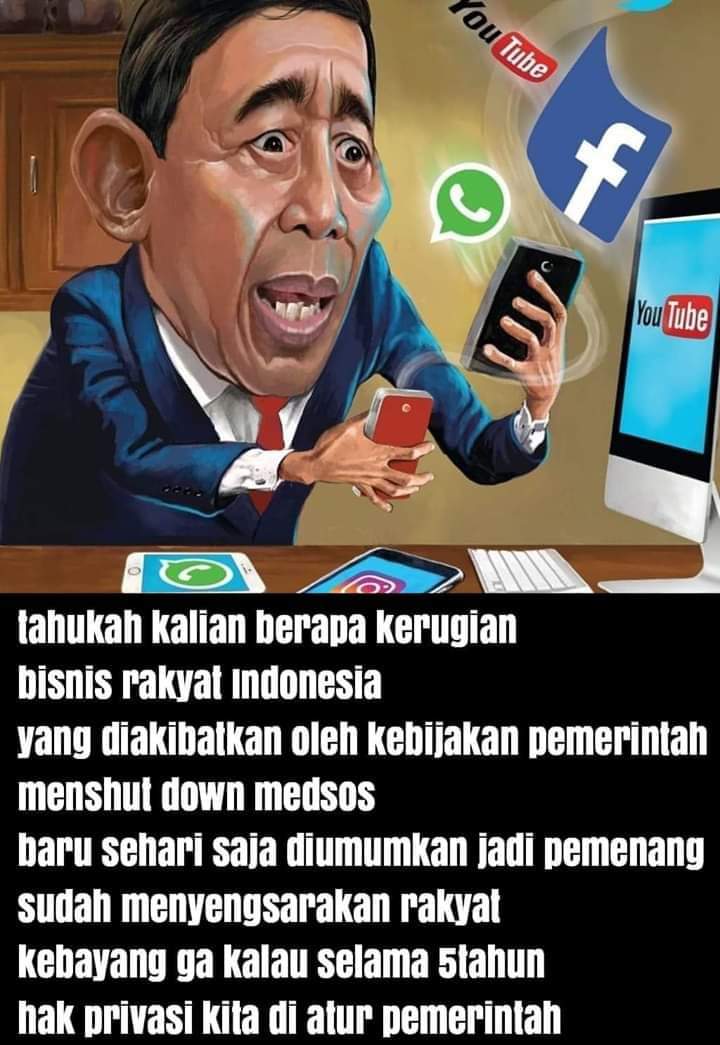 You Tube
f
You Tube
tahukah kalian berapa kerugian
bisnis rakyat Indonesia
yang diakibatkan oleh kebijakan pemerintah
menshut down medsos
baru sehari saja diumumkan jadi pemenang
sudah menyengsarakan rakyat
kebayang ga kalau selama 5tahun
hak privasi kita di atur pemerintah